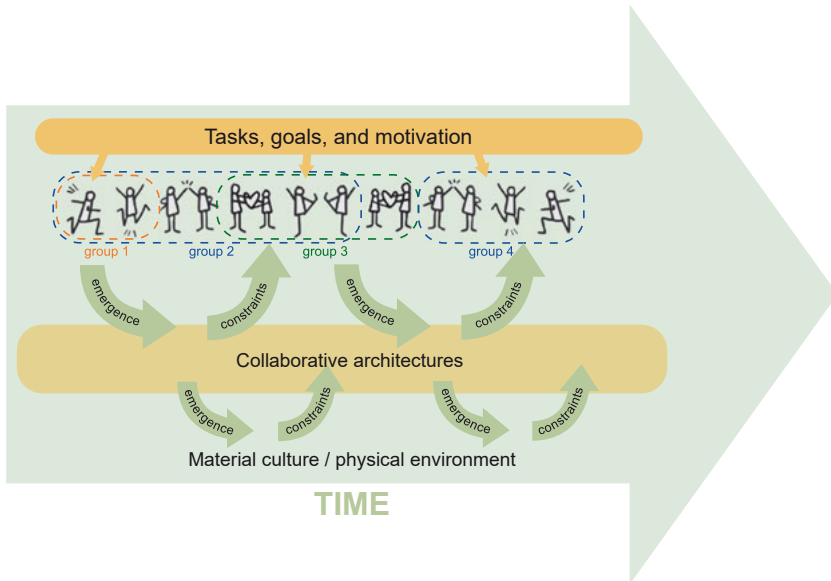 Tasks, goals, and motivation
group 1
group 2
group 3
group 4
emergence
constraints
emergence
constraints
Collaborative architectures
emergence
constraints
emergence
constraints
Material culture / physical environment
TIME